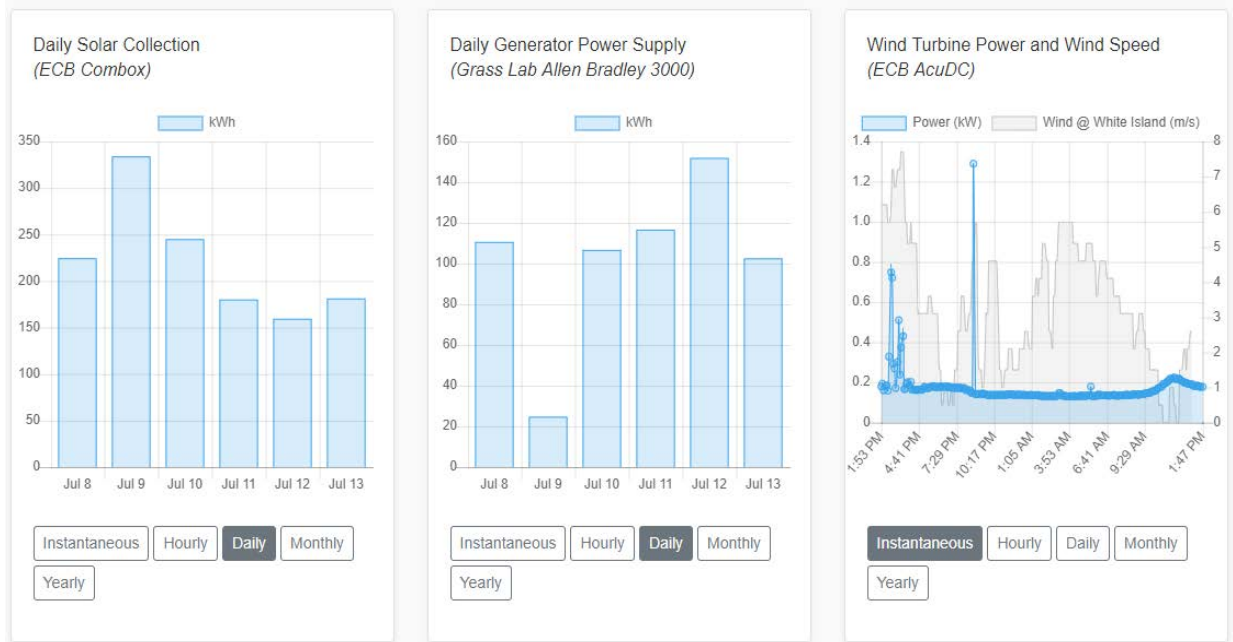 Daily Solar Collection
(ECB Combox)
kWh
350
300
250
200
150
100
50
0
Jul 8 Jul 9 Jul 10 Jul 11 Jul 12 Jul 13
Instantaneous Hourly Daily Monthly
Yearly
Daily Generator Power Supply
(Grass Lab Allen Bradley 3000)
kWh
160
140
120
100
80
60
40
20
0
Jul 8 Jul 9 Jul 10 Jul 11 Jul 12 Jul 13
Instantaneous Hourly Daily Monthly
Yearly
Wind Turbine Power and Wind Speed
(ECB AcuDC)
Power (kW) Wind @ White Island (m/s)
1.4 8
1.2 7
1.0 6
0.8 5
0.6 4
0.4 3
0.2 2
0 1
0
1:53 PM 4:41 PM 7:29 PM 10:17 PM 1:05 AM 3:53 AM 6:41 AM 9:29 AM 1:47 PM
Instantaneous Hourly Daily Monthly
Yearly